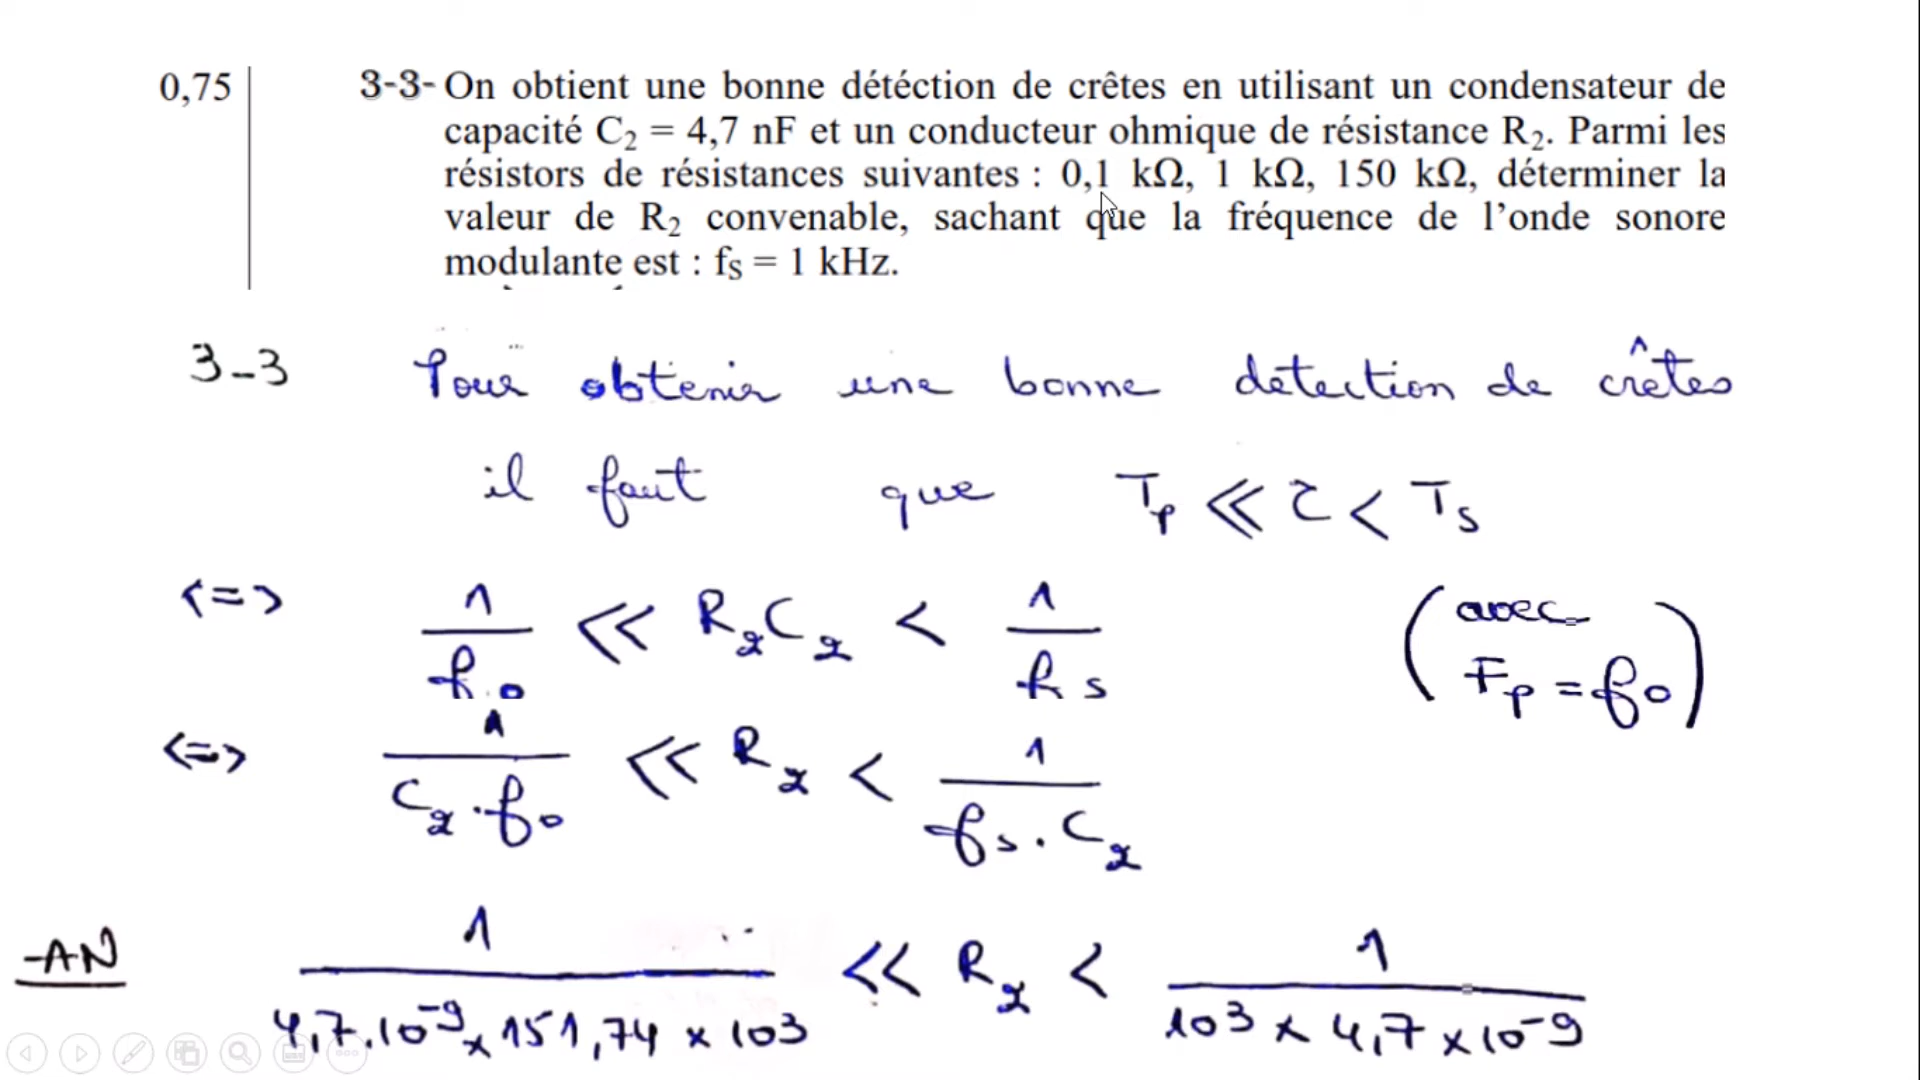 0,75
3-3- On obtient une bonne détéction de crêtes en utilisant un condensateur de
capacité C₂ = 4,7 nF et un conducteur ohmique de résistance R₂. Parmi les
résistors de résistances suivantes : 0,1 kΩ, 1 kΩ, 150 kΩ, déterminer la
valeur de R₂ convenable, sachant que la fréquence de l’onde sonore
modulante est : fS = 1 kHz.
3-3 Pour obtenir une bonne détection de crêtes
il faut que Tp << τ < Ts
<=> 1/f0 << R₂C₂ < 1/fs (avec Fp = f0)
<=> 1/(C₂.f0) << R₂ < 1/(fs.C₂)
-AN 1/(4,7.10⁻⁹ x 151,74 x 10³) << R₂ < 1/(10³ x 4,7 x 10⁻⁹)